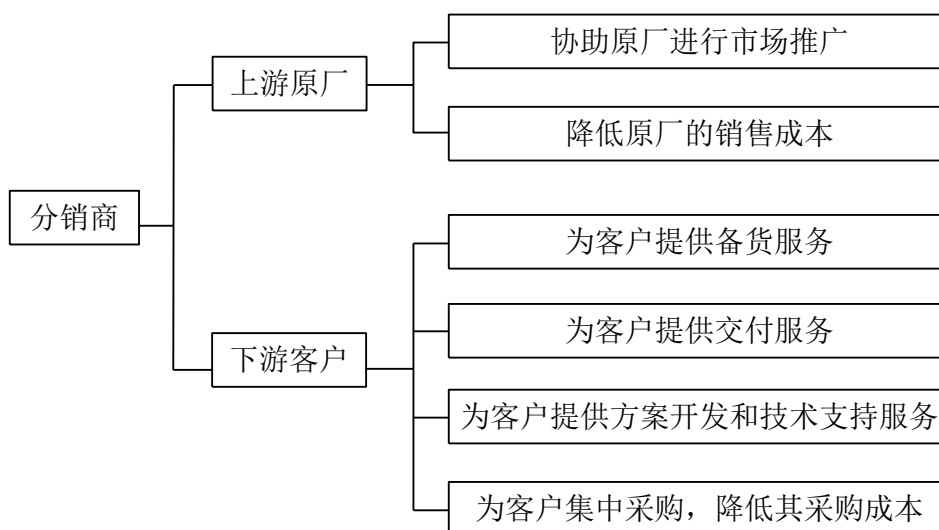 分销商
上游原厂
协助原厂进行市场推广
降低原厂的销售成本
下游客户
为客户提供备货服务
为客户提供交付服务
为客户提供方案开发和技术支持服务
为客户集中采购，降低其采购成本